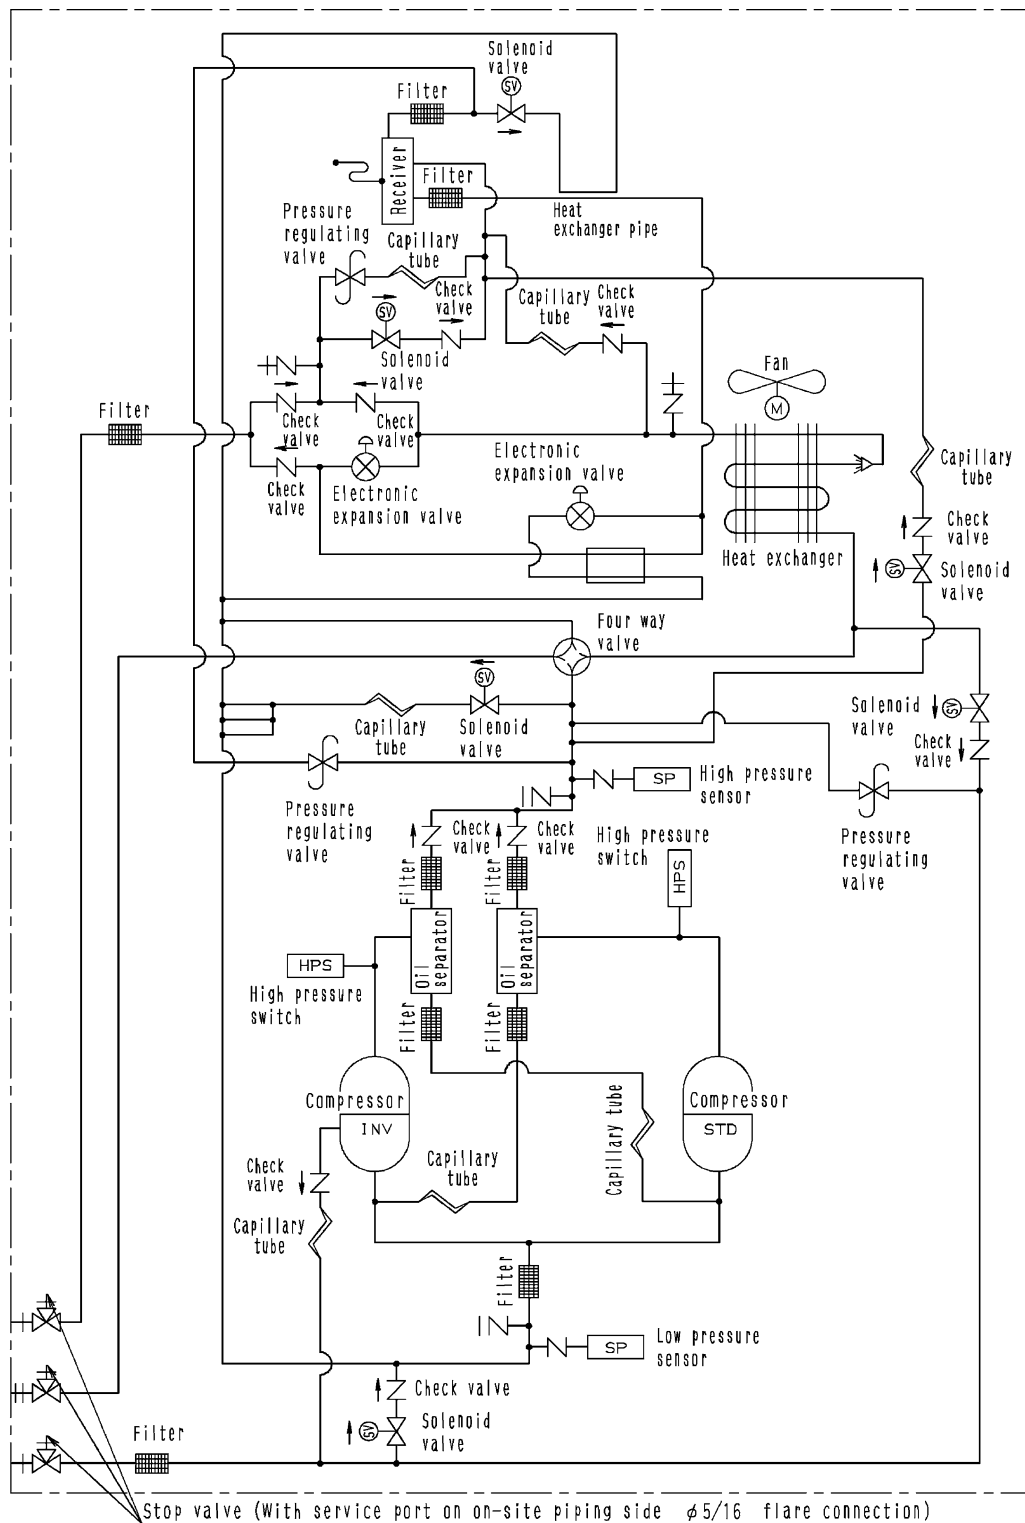 Solenoid
valve
SV
Filter
Receiver
Filter
Heat
exchanger pipe
Pressure
regulating
valve
Capillary
tube
Check
valve
SV
Solenoid
valve
Capillary
tube
Check
valve
Fan
M
Filter
Check
valve
Check
valve
Check
valve
Electronic
expansion valve
Electronic
expansion valve
Capillary
tube
Check
valve
Heat exchanger
SV
Solenoid
valve
Four way
valve
SV
Capillary
tube
Solenoid
valve
Solenoid
valve
SV
Check
valve
Pressure
regulating
valve
SP
High pressure
sensor
Check
valve
Check
valve
High pressure
switch
HPS
Pressure
regulating
valve
Filter
Filter
Oil
separator
Oil
separator
HPS
High pressure
switch
Filter
Filter
Compressor
INV
Compressor
STD
Capillary tube
Check
valve
Capillary
tube
Capillary
tube
Filter
SP
Low pressure
sensor
Check valve
SV
Solenoid
valve
Filter
Stop valve (With service port on on-site piping side φ5/16 flare connection)